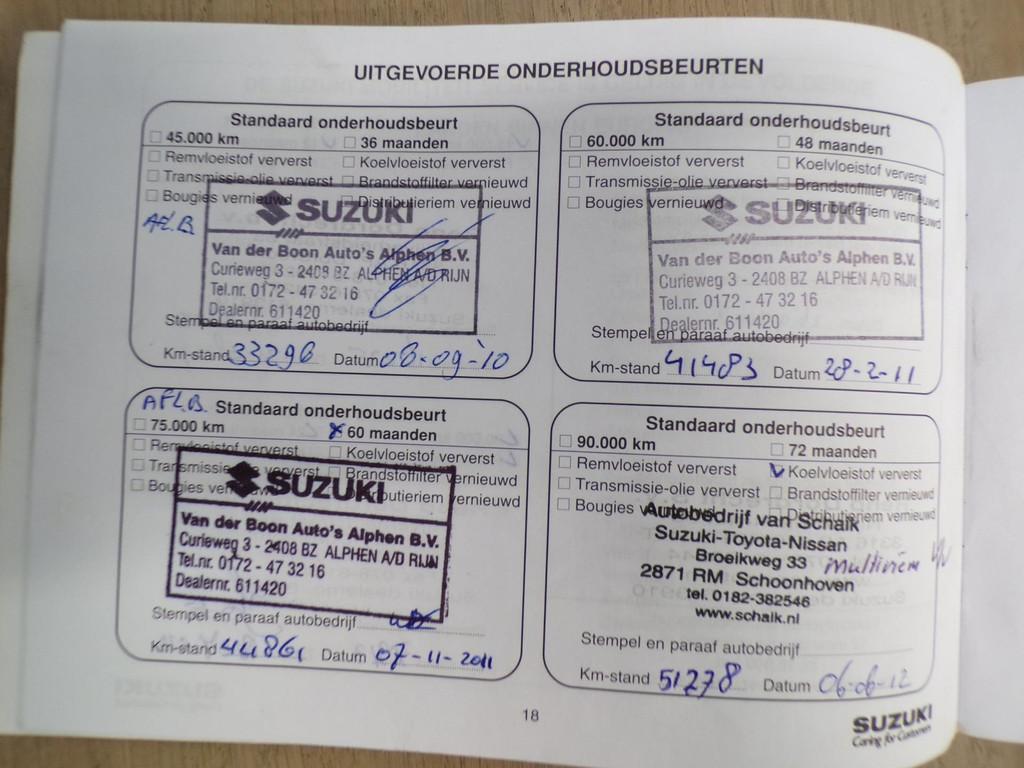 UITGEVOERDE ONDERHOUDSBEURTEN
Standaard onderhoudsbeurt
45.000 km 36 maanden
Remvloeistof ververst Koelvloeistof ververst
Transmissie-olie ververst Brandstoffilter vernieuwd
Bougies vernieuwd Distributieriem vernieuwd
AFL.B.
SUZUKI
Van der Boon Auto's Alphen B.V.
Curieweg 3 - 2408 BZ ALPHEN A/D RIJN
Tel.nr. 0172 - 47 32 16
Dealernr. 611420
Stempel en paraaf autobedrijf
Km-stand 33296 Datum 06-09-'10
Standaard onderhoudsbeurt
60.000 km 48 maanden
Remvloeistof ververst Koelvloeistof ververst
Transmissie-olie ververst Brandstoffilter vernieuwd
Bougies vernieuwd Distributieriem vernieuwd
SUZUKI
Van der Boon Auto's Alphen B.V.
Curieweg 3 - 2408 BZ ALPHEN A/D RIJN
Tel.nr. 0172 - 47 32 16
Dealernr. 611420
Stempel en paraaf autobedrijf
Km-stand 41483 Datum 28-2-11
AFL.B. Standaard onderhoudsbeurt
75.000 km x 60 maanden
Remvloeistof ververst Koelvloeistof ververst
Transmissie-olie ververst Brandstoffilter vernieuwd
Bougies vernieuwd Distributieriem vernieuwd
SUZUKI
Van der Boon Auto's Alphen B.V.
Curieweg 3 - 2408 BZ ALPHEN A/D RIJN
Tel.nr. 0172 - 47 32 16
Dealernr. 611420
Stempel en paraaf autobedrijf
Km-stand 44861 Datum 07-11-2011
Standaard onderhoudsbeurt
90.000 km 72 maanden
Remvloeistof ververst Koelvloeistof ververst
Transmissie-olie ververst Brandstoffilter vernieuwd
Bougies vernieuwd Distributieriem vernieuwd
Autobedrijf van Schaik
Suzuki-Toyota-Nissan
Broeikweg 33 multiriem
2871 RM Schoonhoven
tel. 0182-382546
www.schaik.nl
Stempel en paraaf autobedrijf
Km-stand 51278 Datum 06-06-12
18
SUZUKI
Caring for Customers